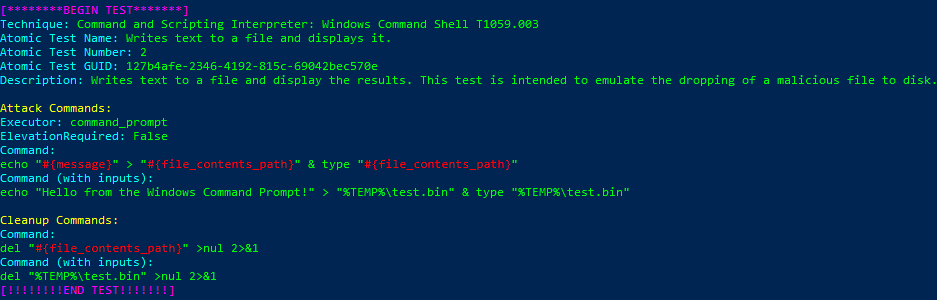 [********BEGIN TEST*******]
Technique: Command and Scripting Interpreter: Windows Command Shell T1059.003
Atomic Test Name: Writes text to a file and displays it.
Atomic Test Number: 2
Atomic Test GUID: 127b4afe-2346-4192-815c-69042bec570e
Description: Writes text to a file and display the results. This test is intended to emulate the dropping of a malicious file to disk.
Attack Commands:
Executor: command_prompt
ElevationRequired: False
Command:
echo "#{message}" > "#{file_contents_path}" & type "#{file_contents_path}"
Command (with inputs):
echo "Hello from the Windows Command Prompt!" > "%TEMP%\test.bin" & type "%TEMP%\test.bin"
Cleanup Commands:
Command:
del "#{file_contents_path}" >nul 2>&1
Command (with inputs):
del "%TEMP%\test.bin" >nul 2>&1
[!!!!!!!!END TEST!!!!!!!]